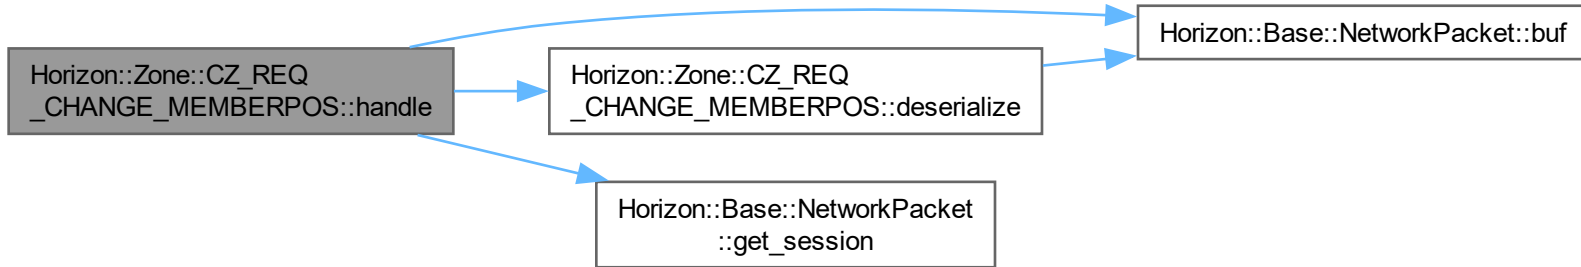 Horizon::Zone::CZ_REQ
_CHANGE_MEMBERPOS::handle
Horizon::Zone::CZ_REQ
_CHANGE_MEMBERPOS::deserialize
Horizon::Base::NetworkPacket::buf
Horizon::Base::NetworkPacket
::get_session